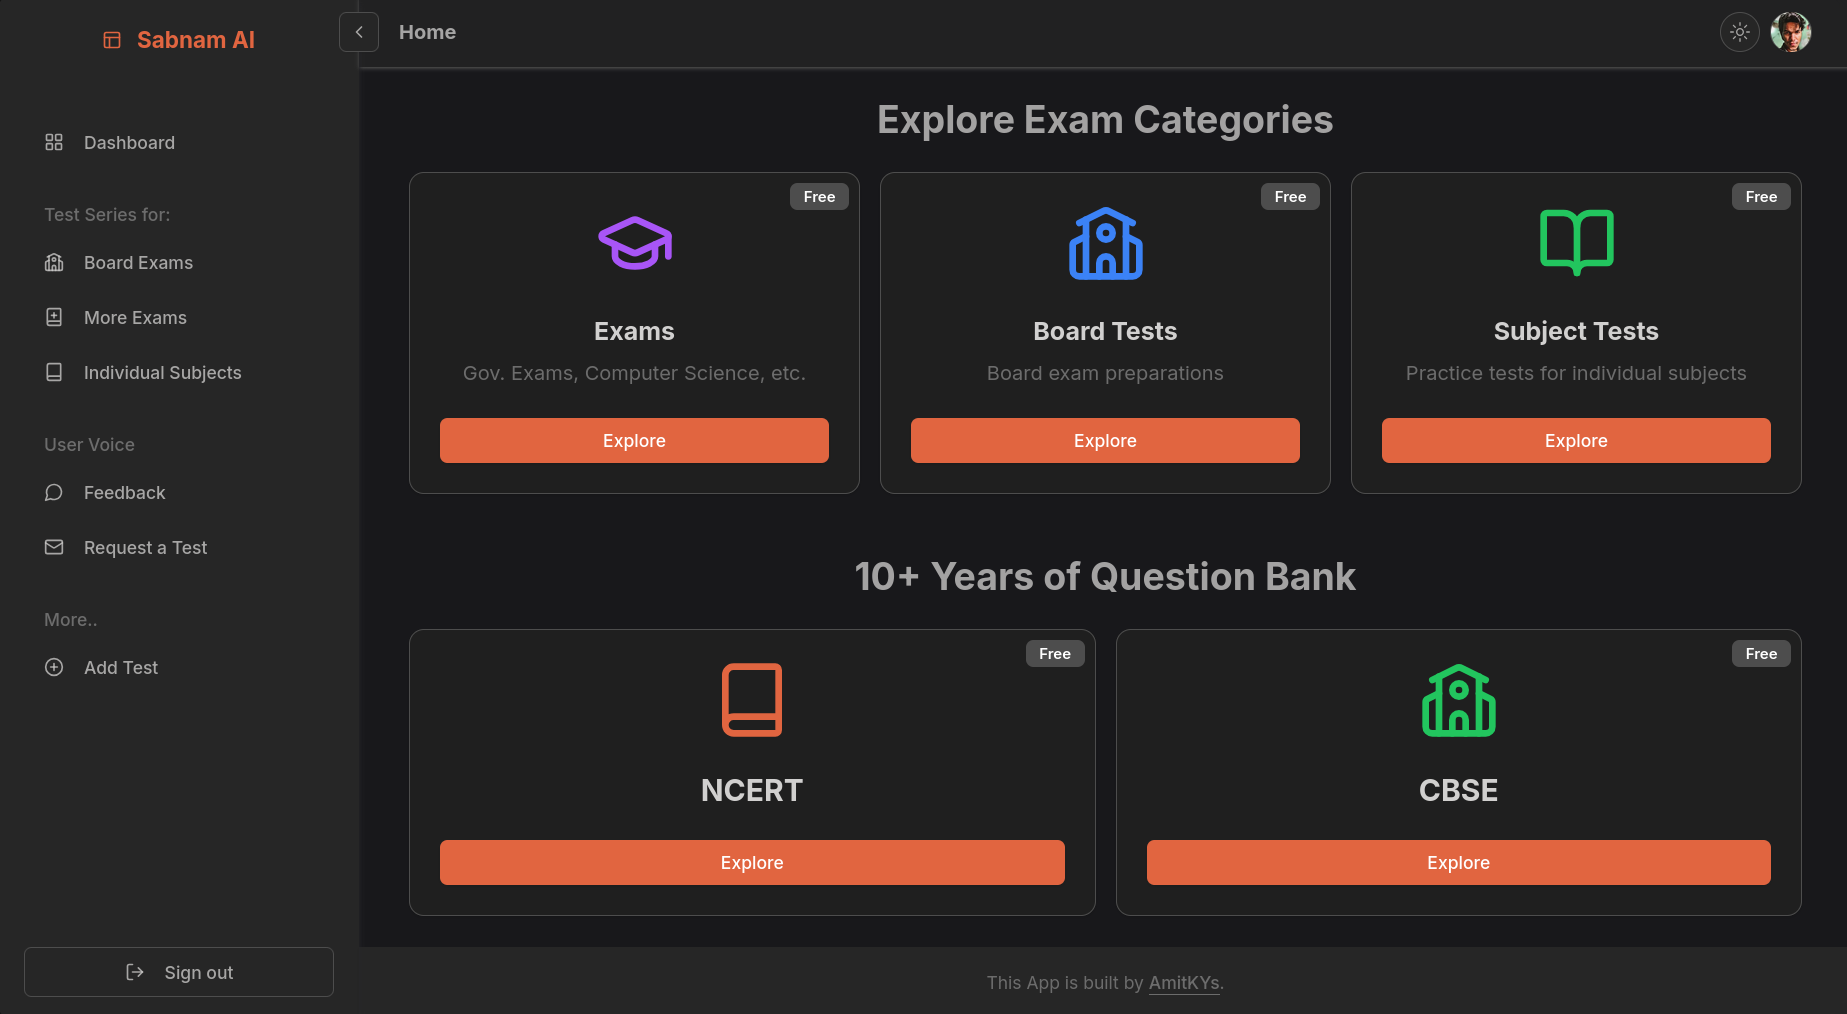 Sabnam AI
Home
Dashboard
Test Series for:
Board Exams
More Exams
Individual Subjects
User Voice
Feedback
Request a Test
More..
Add Test
Sign out
Explore Exam Categories
Free
Exams
Gov. Exams, Computer Science, etc.
Explore
Free
Board Tests
Board exam preparations
Explore
Free
Subject Tests
Practice tests for individual subjects
Explore
10+ Years of Question Bank
Free
NCERT
Explore
Free
CBSE
Explore
This App is built by AmitKYs.